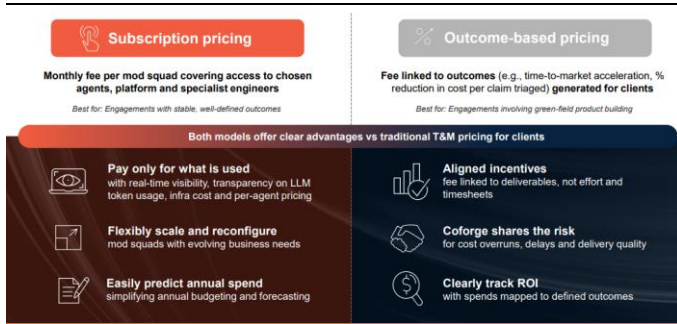 Subscription pricing
Monthly fee per mod squad covering access to chosen
agents, platform and specialist engineers
Best for: Engagements with stable, well-defined outcomes
Outcome-based pricing
Fee linked to outcomes (e.g., time-to-market acceleration, %
reduction in cost per claim triaged) generated for clients
Best for: Engagements involving green-field product building
Both models offer clear advantages vs traditional T&M pricing for clients
Pay only for what is used
with real-time visibility, transparency on LLM
token usage, infra cost and per-agent pricing
Flexibly scale and reconfigure
mod squads with evolving business needs
Easily predict annual spend
simplifying annual budgeting and forecasting
Aligned incentives
fee linked to deliverables, not effort and
timesheets
Coforge shares the risk
for cost overruns, delays and delivery quality
Clearly track ROI
with spends mapped to defined outcomes